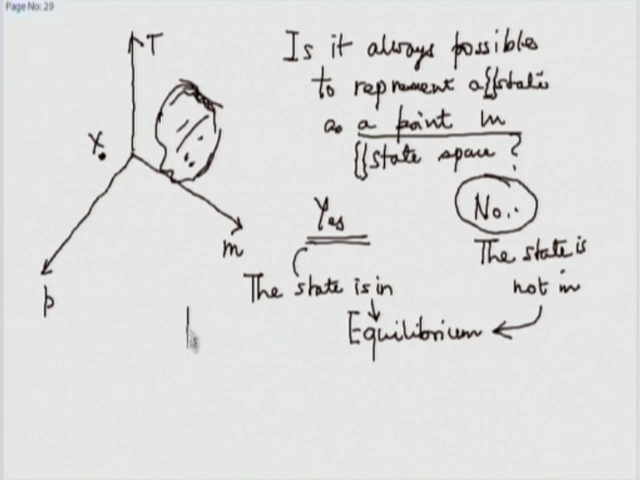 Page No: 29
T
X
m
p
Is it always possible
to represent a state
as a point in
state space ?
Yes
No..
The state is in
The state is
not in
Equilibrium